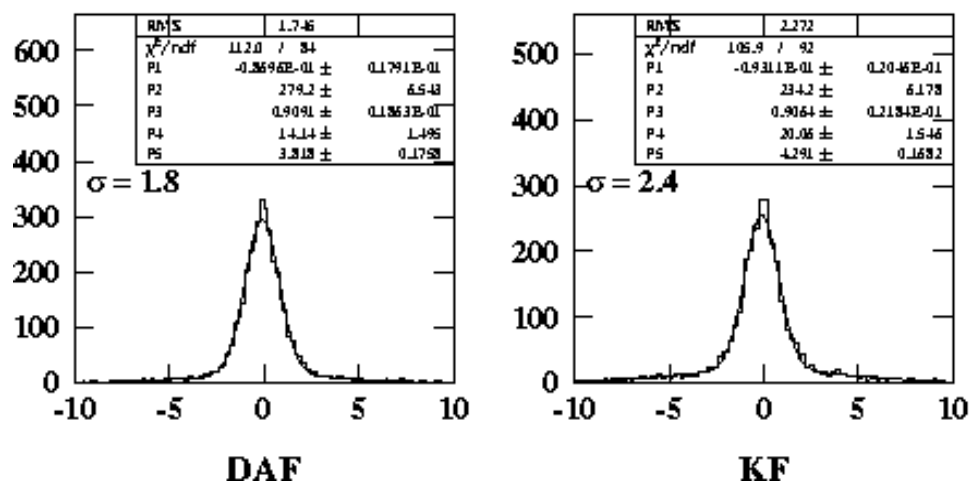 RMS 1.746
χ²/ndf 112.0 / 84
P1 -0.8696E-01 ± 0.1791E-01
P2 279.2 ± 6.543
P3 0.9091 ± 0.1863E-01
P4 14.14 ± 1.495
P5 3.818 ± 0.1758
σ = 1.8
600
500
400
300
200
100
0
-10 -5 0 5 10
DAF
RMS 2.272
χ²/ndf 105.9 / 92
P1 -0.9311E-01 ± 0.2046E-01
P2 234.2 ± 6.178
P3 0.9064 ± 0.2184E-01
P4 20.06 ± 1.546
P5 4.291 ± 0.1682
σ = 2.4
500
400
300
200
100
0
-10 -5 0 5 10
KF